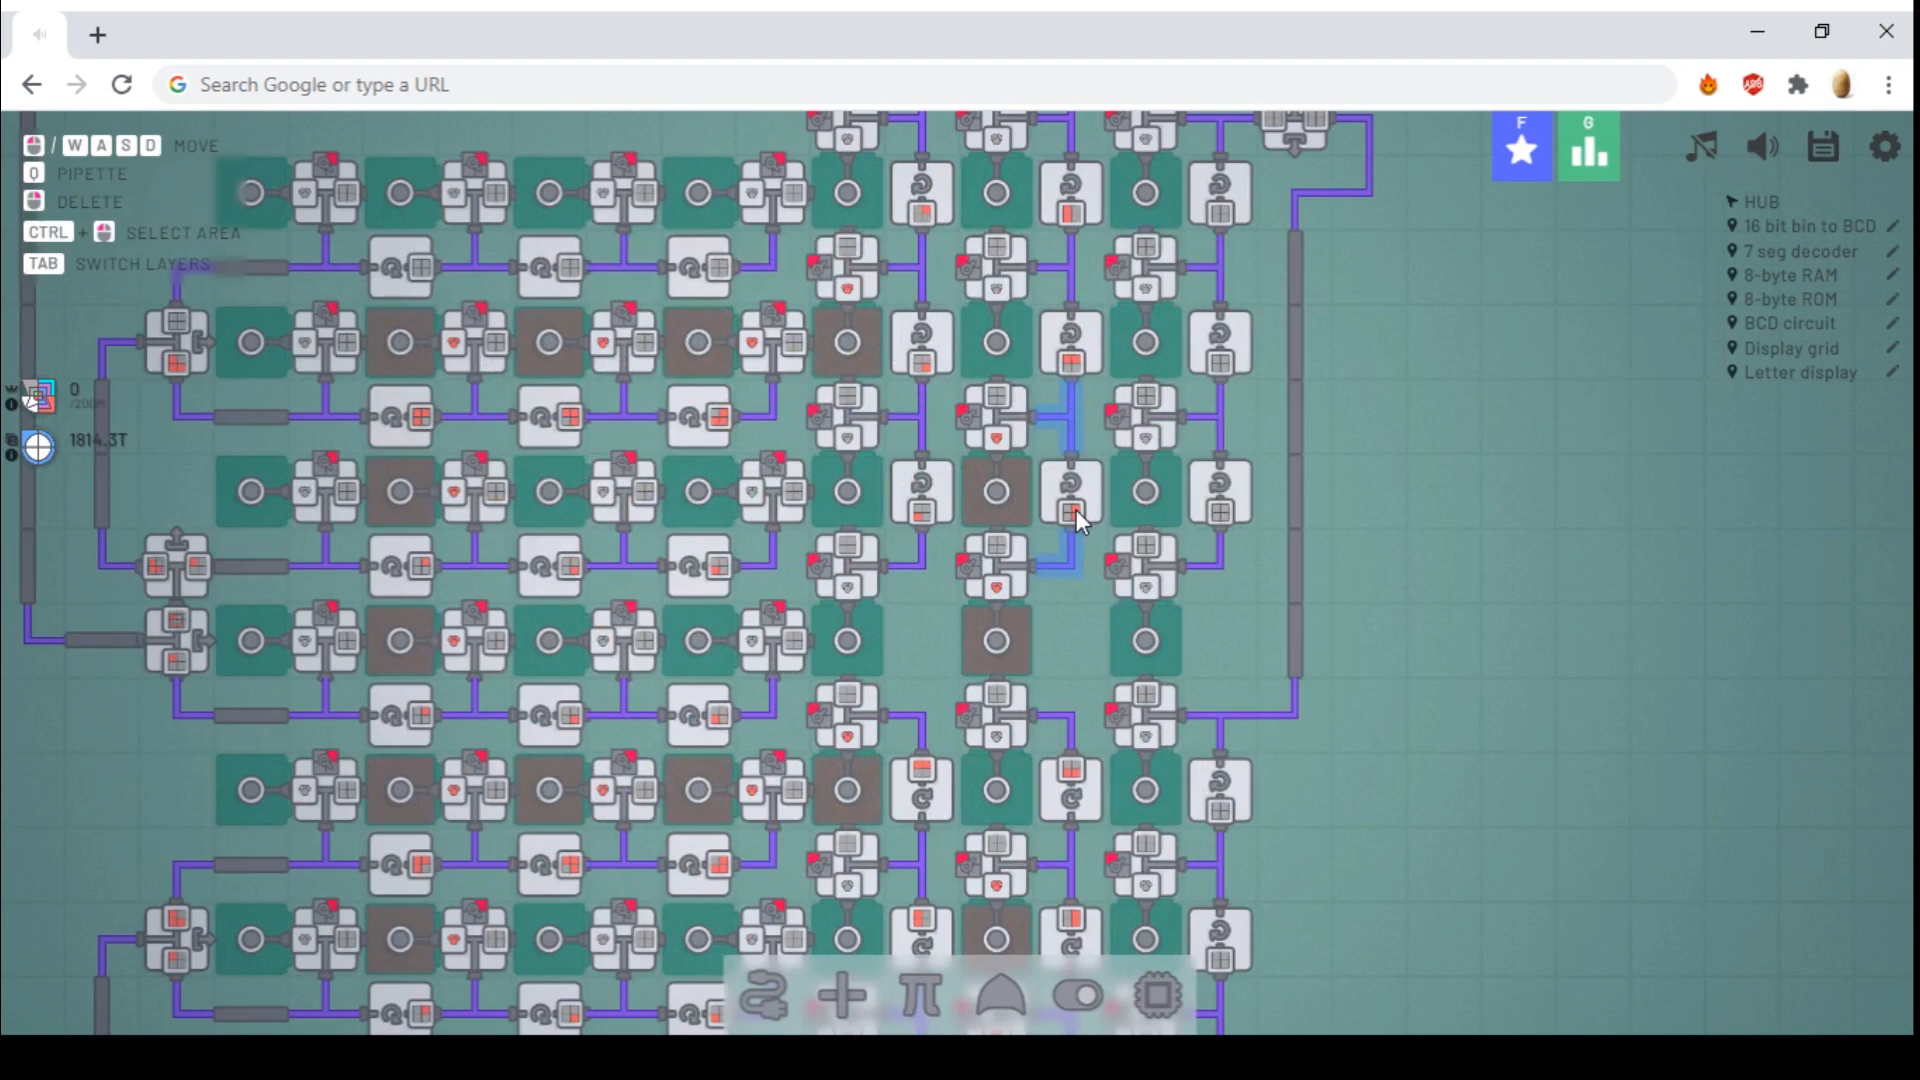 Search Google or type a URL
/ W A S D MOVE
Q PIPETTE
DELETE
CTRL + SELECT AREA
TAB SWITCH LAYERS
F
G
HUB
16 bit bin to BCD
7 seg decoder
8-byte RAM
8-byte ROM
BCD circuit
Display grid
Letter display
0
/200M
1814.3T